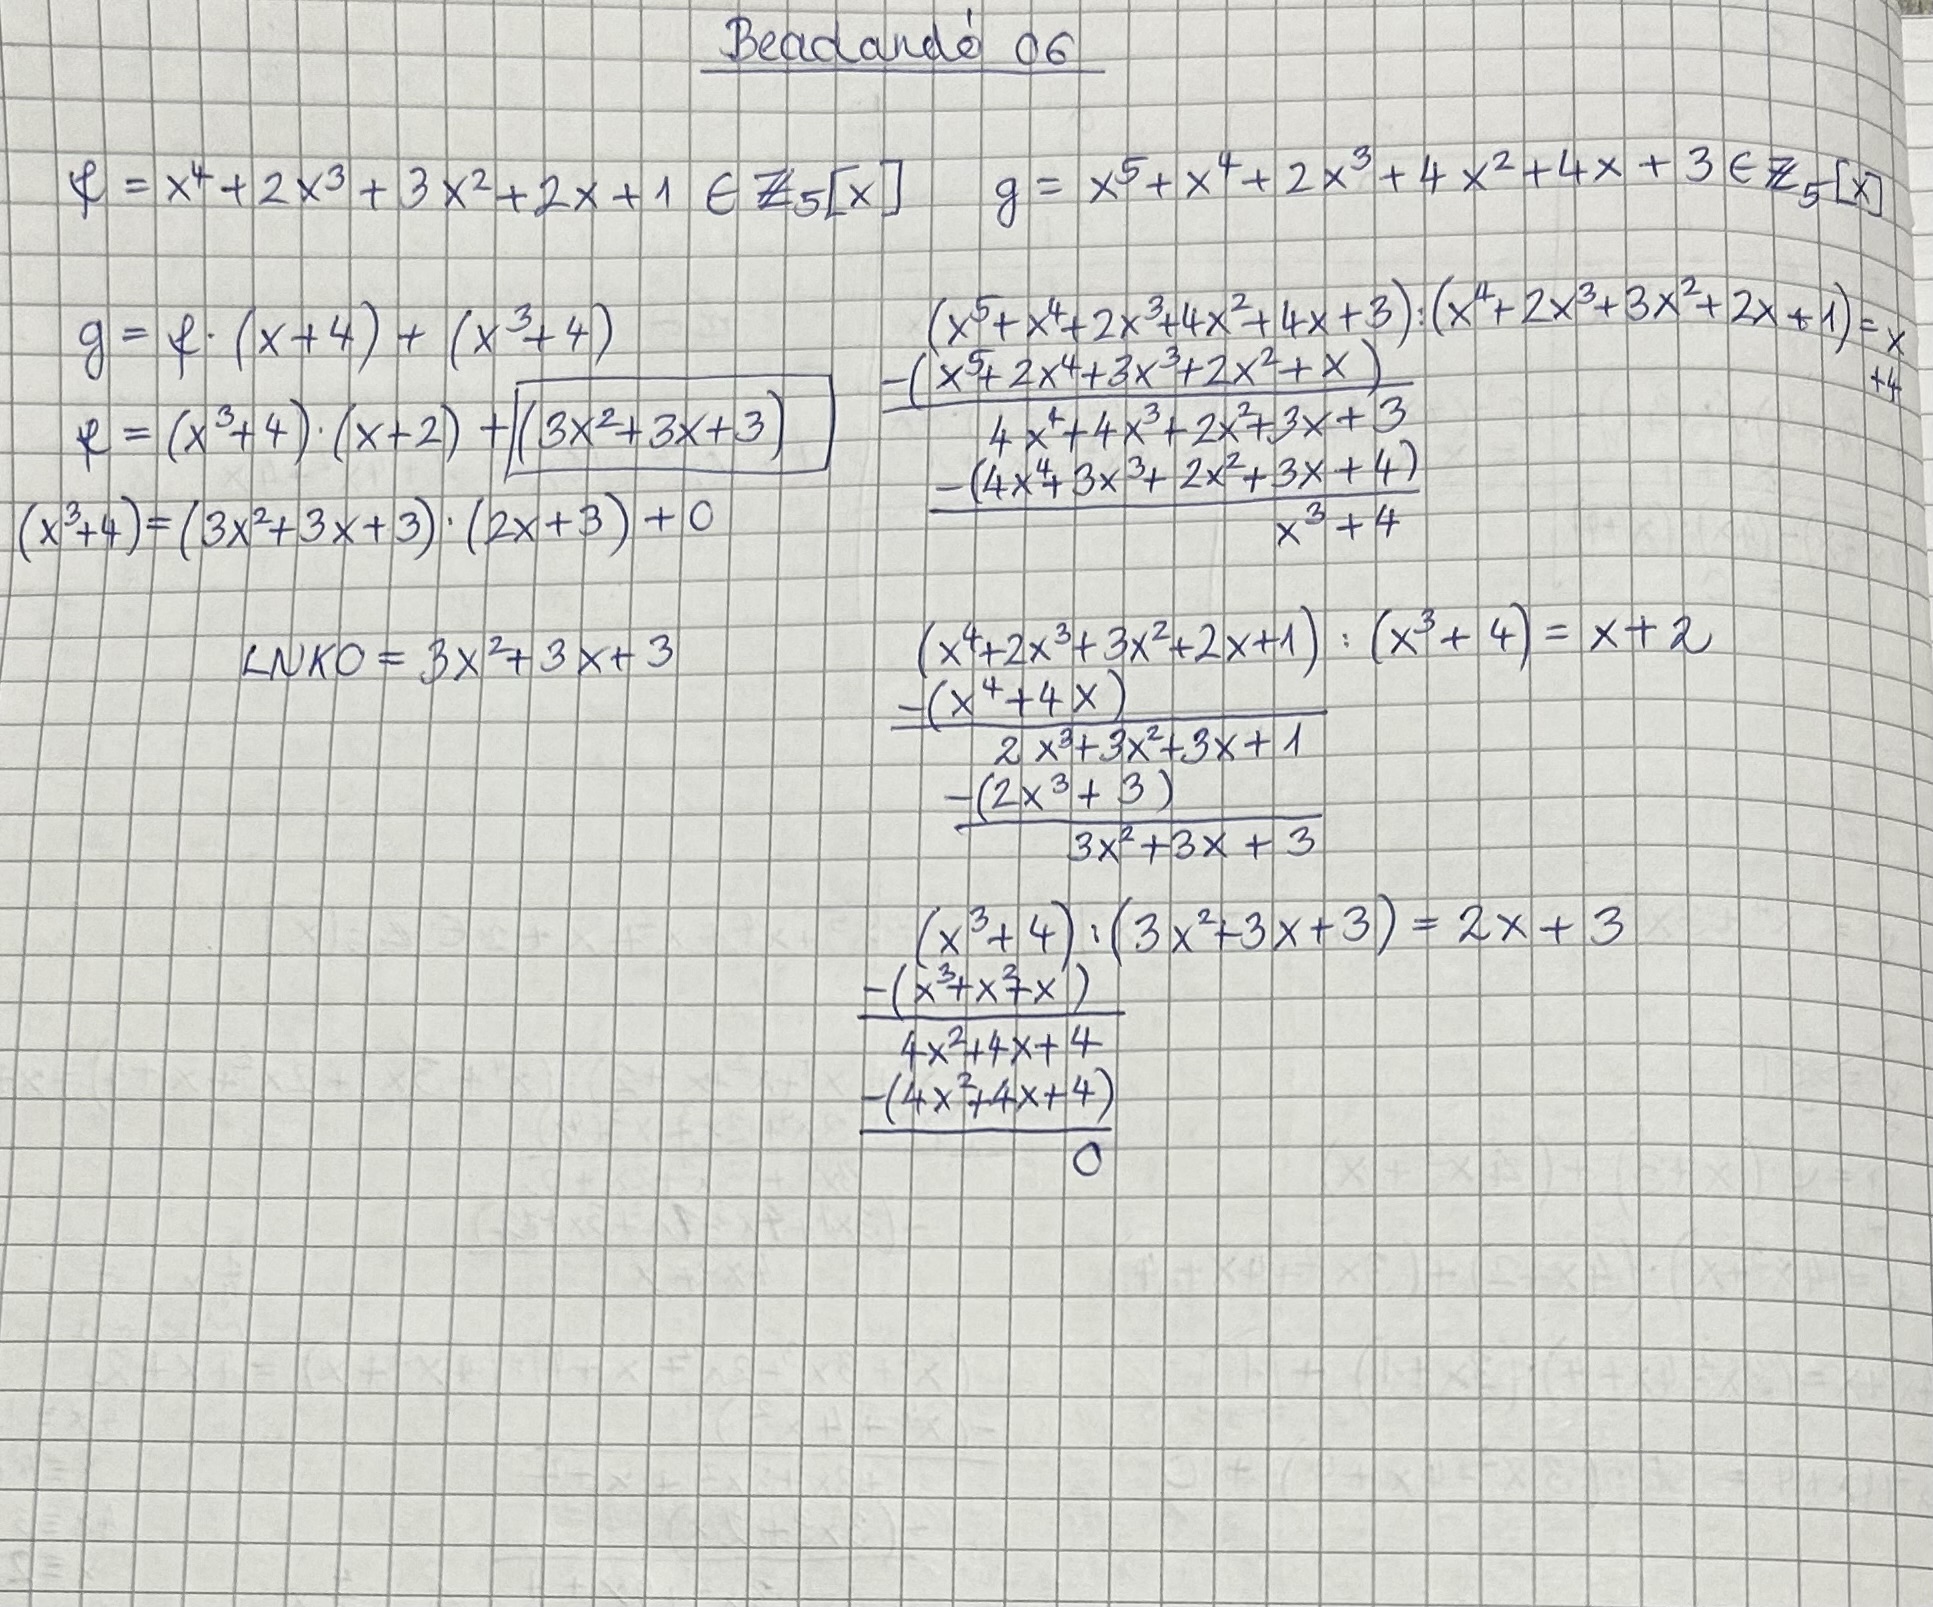 Beadandó 06
f = x⁴ + 2x³ + 3x² + 2x + 1 ∈ ℤ₅[x] g = x⁵ + x⁴ + 2x³ + 4x² + 4x + 3 ∈ ℤ₅[x]
g = f · (x + 4) + (x³ + 4)
f = (x³ + 4) · (x + 2) + (3x² + 3x + 3)
(x³ + 4) = (3x² + 3x + 3) · (2x + 3) + 0
LNKO = 3x² + 3x + 3
(x⁵ + x⁴ + 2x³ + 4x² + 4x + 3) : (x⁴ + 2x³ + 3x² + 2x + 1) = x
+4
-(x⁵ + 2x⁴ + 3x³ + 2x² + x)
4x⁴ + 4x³ + 2x² + 3x + 3
-(4x⁴ + 3x³ + 2x² + 3x + 4)
x³ + 4
(x⁴ + 2x³ + 3x² + 2x + 1) : (x³ + 4) = x + 2
-(x⁴ + 4x)
2x³ + 3x² + 3x + 1
-(2x³ + 3)
3x² + 3x + 3
(x³ + 4) : (3x² + 3x + 3) = 2x + 3
-(x³ + x² + x)
4x² + 4x + 4
-(4x² + 4x + 4)
0